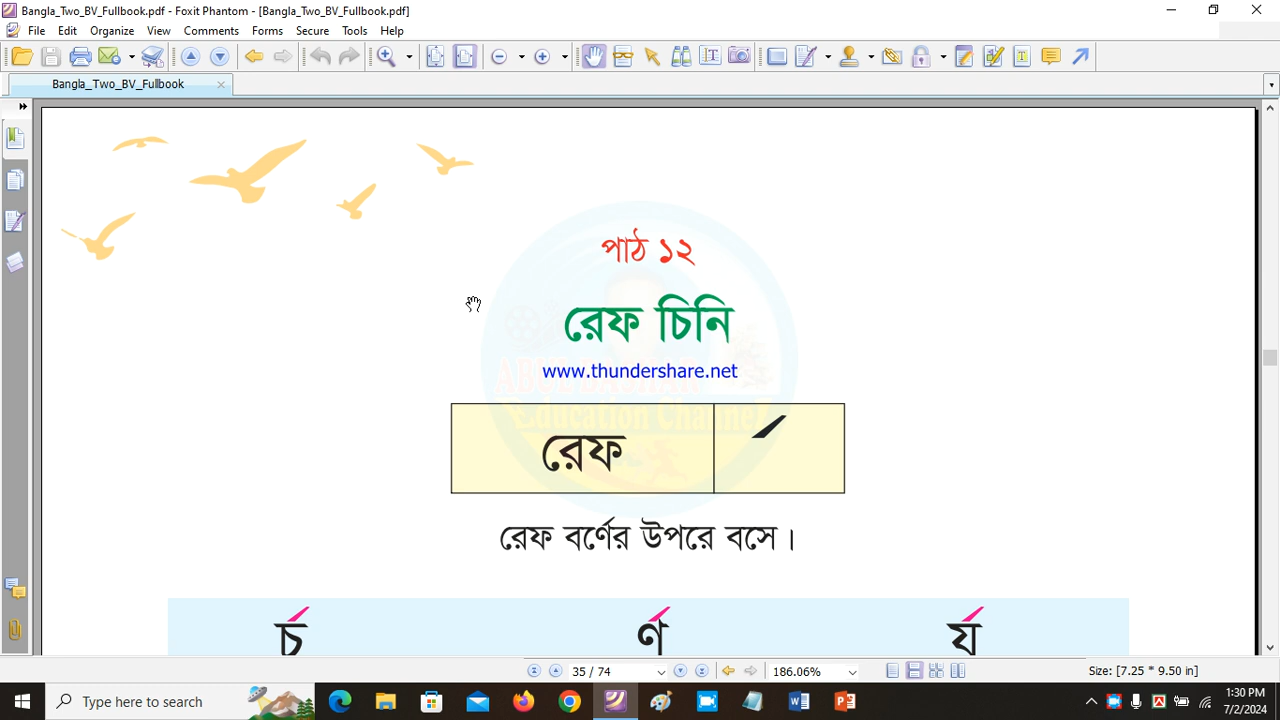 Bangla_Two_BV_Fullbook.pdf - Foxit Phantom - [Bangla_Two_BV_Fullbook.pdf]
File Edit Organize View Comments Forms Secure Tools Help
Bangla_Two_BV_Fullbook
পাঠ ১২
রেফ চিনি
www.thundershare.net
Education Channel
রেফ র্
রেফ বর্ণের উপরে বসে।
র্চ র্ণ র্য
35 / 74 186.06% Size: [7.25 * 9.50 in]
Type here to search
1:30 PM
7/2/2024